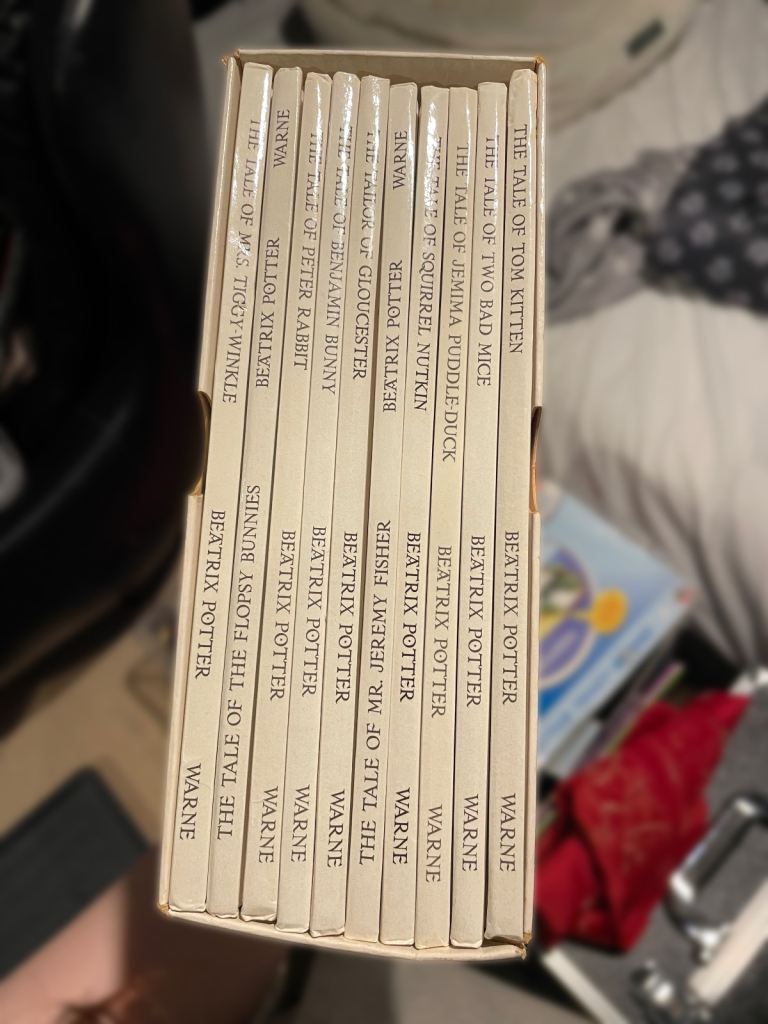 THE TALE OF MRS. TIGGY-WINKLE BEATRIX POTTER WARNE
THE TALE OF THE FLOPSY BUNNIES BEATRIX POTTER WARNE
THE TALE OF PETER RABBIT BEATRIX POTTER WARNE
THE TALE OF BENJAMIN BUNNY BEATRIX POTTER WARNE
THE TAILOR OF GLOUCESTER BEATRIX POTTER WARNE
THE TALE OF MR. JEREMY FISHER BEATRIX POTTER WARNE
THE TALE OF SQUIRREL NUTKIN BEATRIX POTTER WARNE
THE TALE OF JEMIMA PUDDLE-DUCK BEATRIX POTTER WARNE
THE TALE OF TWO BAD MICE BEATRIX POTTER WARNE
THE TALE OF TOM KITTEN BEATRIX POTTER WARNE